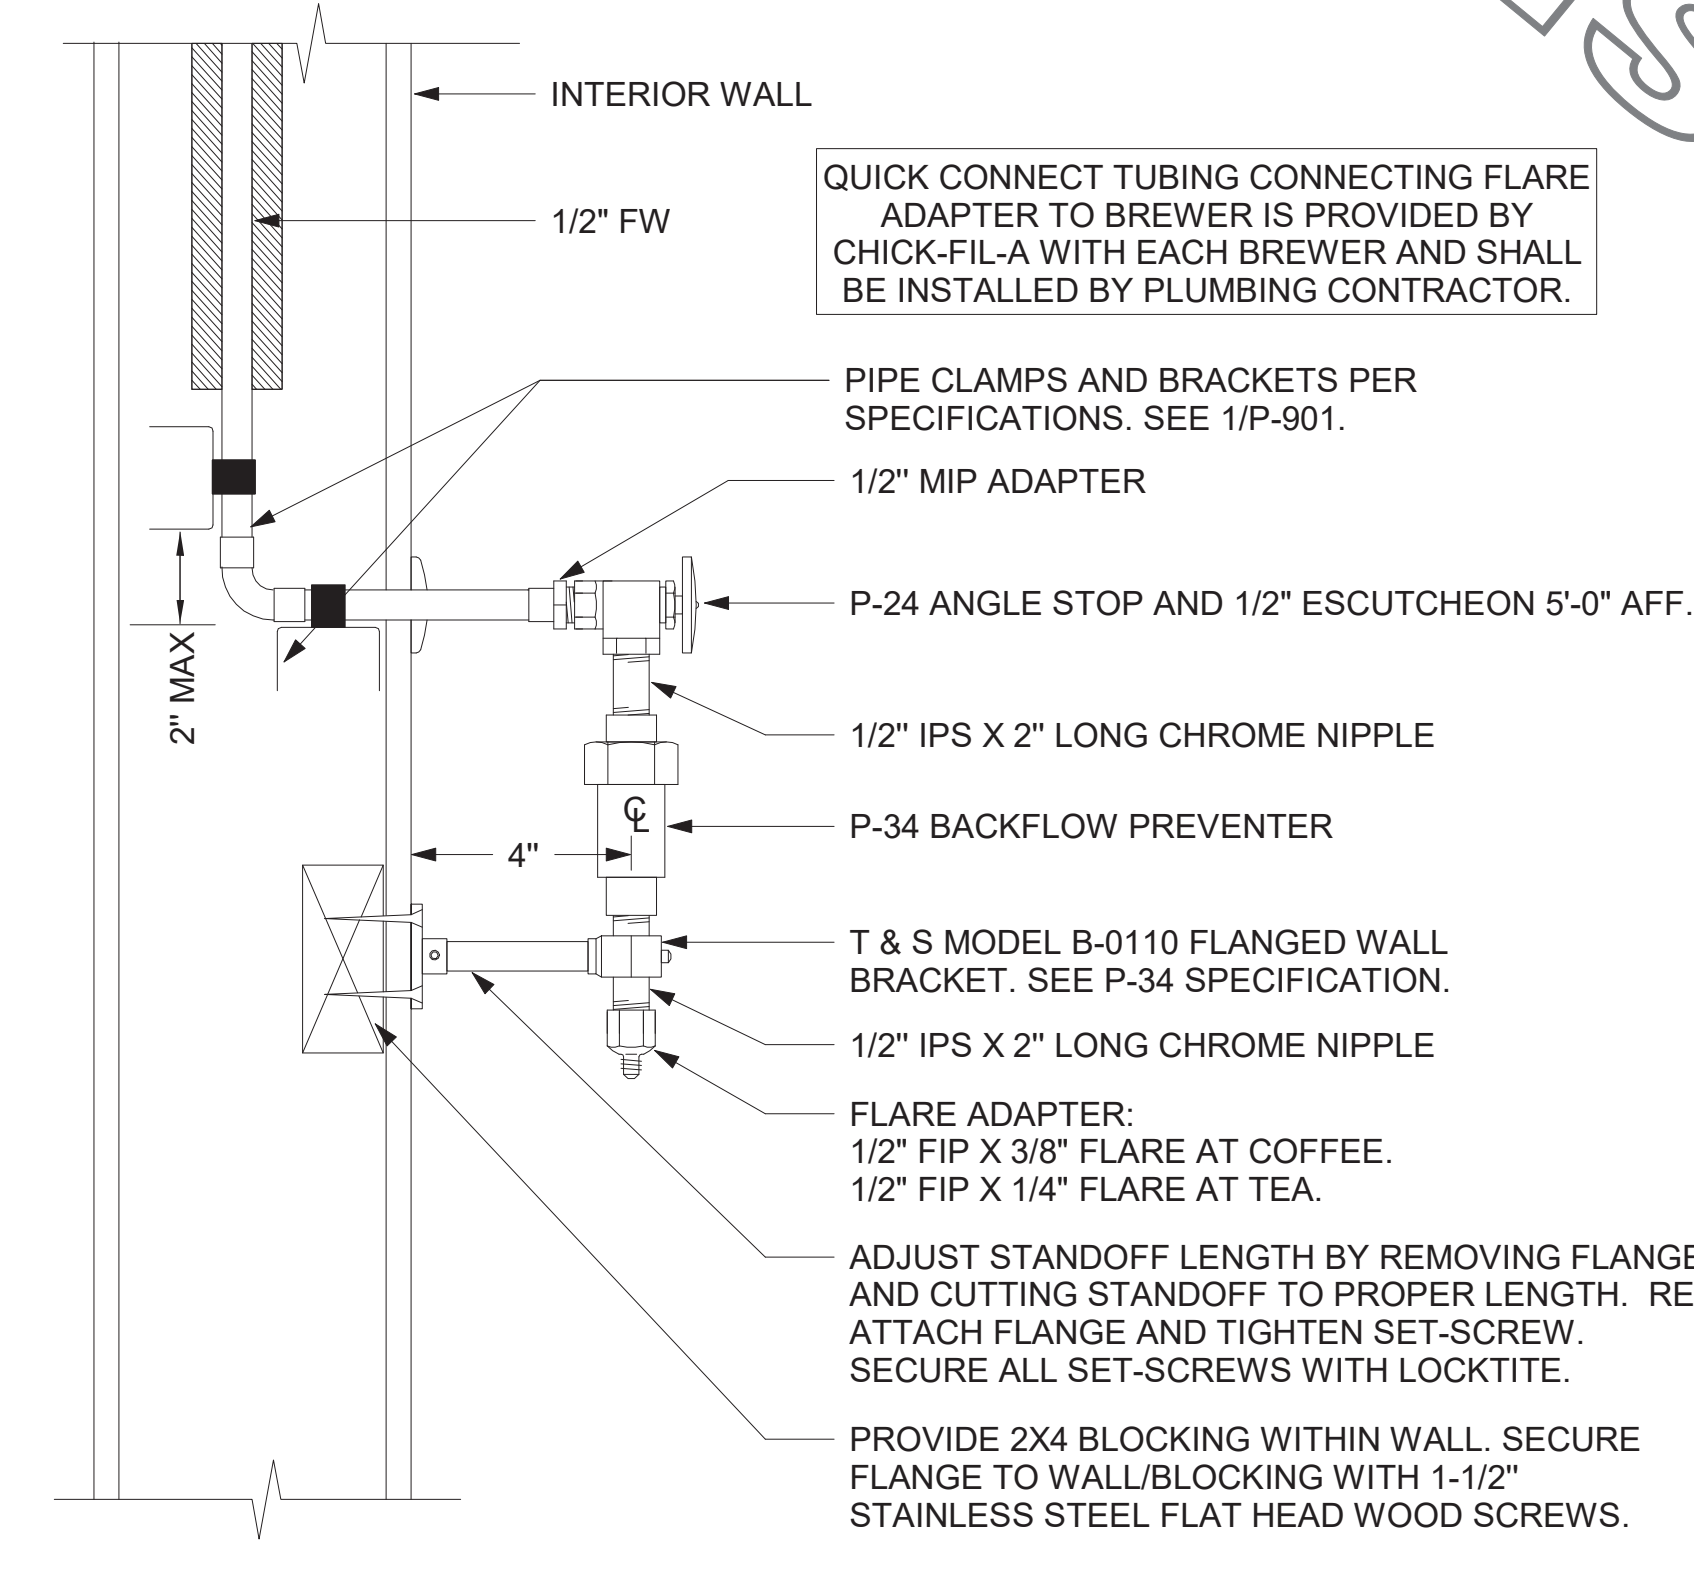 INTERIOR WALL
1/2" FW
QUICK CONNECT TUBING CONNECTING FLARE
ADAPTER TO BREWER IS PROVIDED BY
CHICK-FIL-A WITH EACH BREWER AND SHALL
BE INSTALLED BY PLUMBING CONTRACTOR.
PIPE CLAMPS AND BRACKETS PER
SPECIFICATIONS. SEE 1/P-901.
1/2" MIP ADAPTER
P-24 ANGLE STOP AND 1/2" ESCUTCHEON 5'-0" AFF.
2" MAX
1/2" IPS X 2" LONG CHROME NIPPLE
℄
P-34 BACKFLOW PREVENTER
4"
T & S MODEL B-0110 FLANGED WALL
BRACKET. SEE P-34 SPECIFICATION.
1/2" IPS X 2" LONG CHROME NIPPLE
FLARE ADAPTER:
1/2" FIP X 3/8" FLARE AT COFFEE.
1/2" FIP X 1/4" FLARE AT TEA.
ADJUST STANDOFF LENGTH BY REMOVING FLANGE
AND CUTTING STANDOFF TO PROPER LENGTH. RE
ATTACH FLANGE AND TIGHTEN SET-SCREW.
SECURE ALL SET-SCREWS WITH LOCKTITE.
PROVIDE 2X4 BLOCKING WITHIN WALL. SECURE
FLANGE TO WALL/BLOCKING WITH 1-1/2"
STAINLESS STEEL FLAT HEAD WOOD SCREWS.